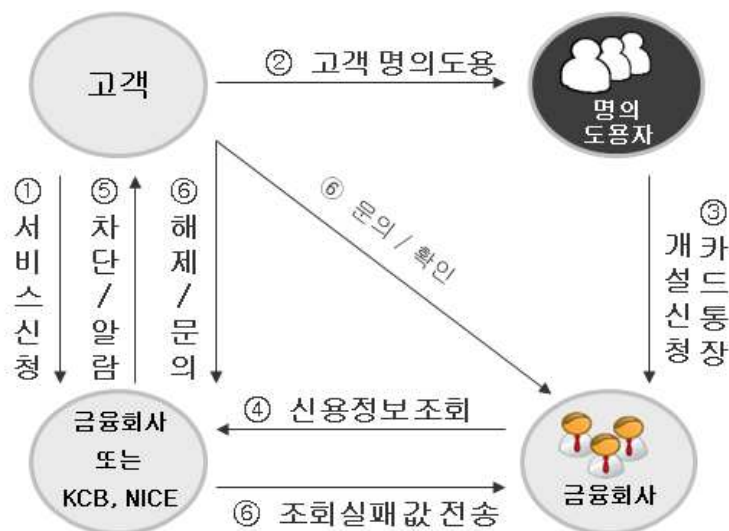 고객
② 고객 명의도용
명의
도용자
① 서비스신청
⑤ 차단/알람
⑥ 해제/문의
⑥ 문의 / 확인
③ 카드통장
개설신청
금융회사
또는
KCB, NICE
④ 신용정보 조회
⑥ 조회실패 값 전송
금융회사